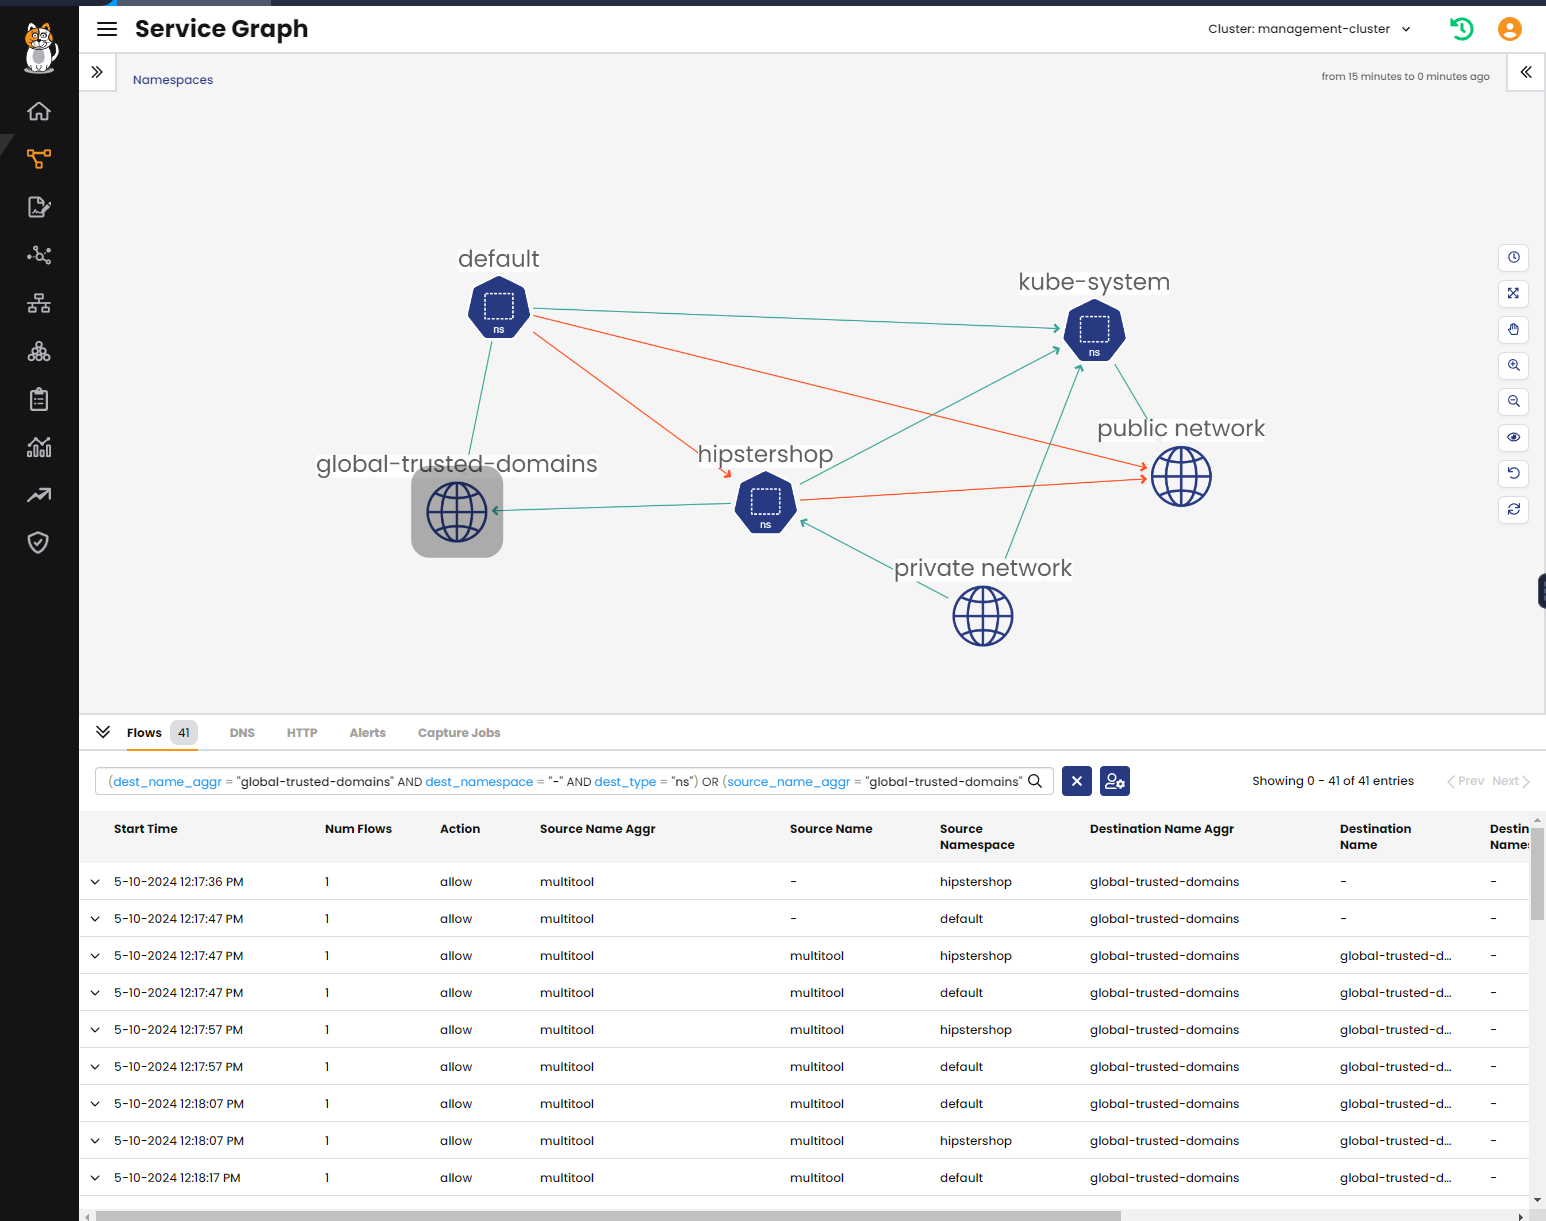 Service Graph
Cluster: management-cluster
Namespaces
from 15 minutes to 0 minutes ago
default
ns
kube-system
ns
public network
global-trusted-domains
hipstershop
ns
private network
Flows 41 DNS HTTP Alerts Capture Jobs
(dest_name_aggr = "global-trusted-domains" AND dest_namespace = "-" AND dest_type = "ns") OR (source_name_aggr = "global-trusted-domains"
Showing 0 - 41 of 41 entries
Prev Next
Start Time Num Flows Action Source Name Aggr Source Name Source Namespace Destination Name Aggr Destination Name Destin Names
5-10-2024 12:17:36 PM 1 allow multitool - hipstershop global-trusted-domains - -
5-10-2024 12:17:47 PM 1 allow multitool - default global-trusted-domains - -
5-10-2024 12:17:47 PM 1 allow multitool multitool hipstershop global-trusted-domains global-trusted-d... -
5-10-2024 12:17:47 PM 1 allow multitool multitool default global-trusted-domains global-trusted-d... -
5-10-2024 12:17:57 PM 1 allow multitool multitool hipstershop global-trusted-domains global-trusted-d... -
5-10-2024 12:17:57 PM 1 allow multitool multitool default global-trusted-domains global-trusted-d... -
5-10-2024 12:18:07 PM 1 allow multitool multitool default global-trusted-domains global-trusted-d... -
5-10-2024 12:18:07 PM 1 allow multitool multitool hipstershop global-trusted-domains global-trusted-d... -
5-10-2024 12:18:17 PM 1 allow multitool multitool default global-trusted-domains global-trusted-d... -